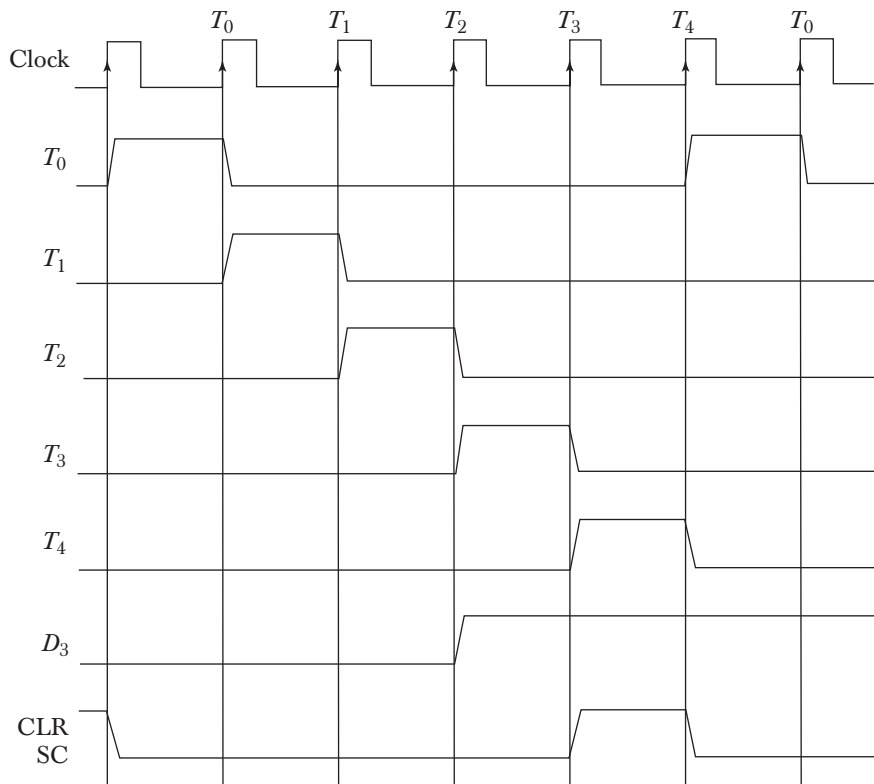 T₀ T₁ T₂ T₃ T₄ T₀
Clock
T₀
T₁
T₂
T₃
T₄
D₃
CLR
SC